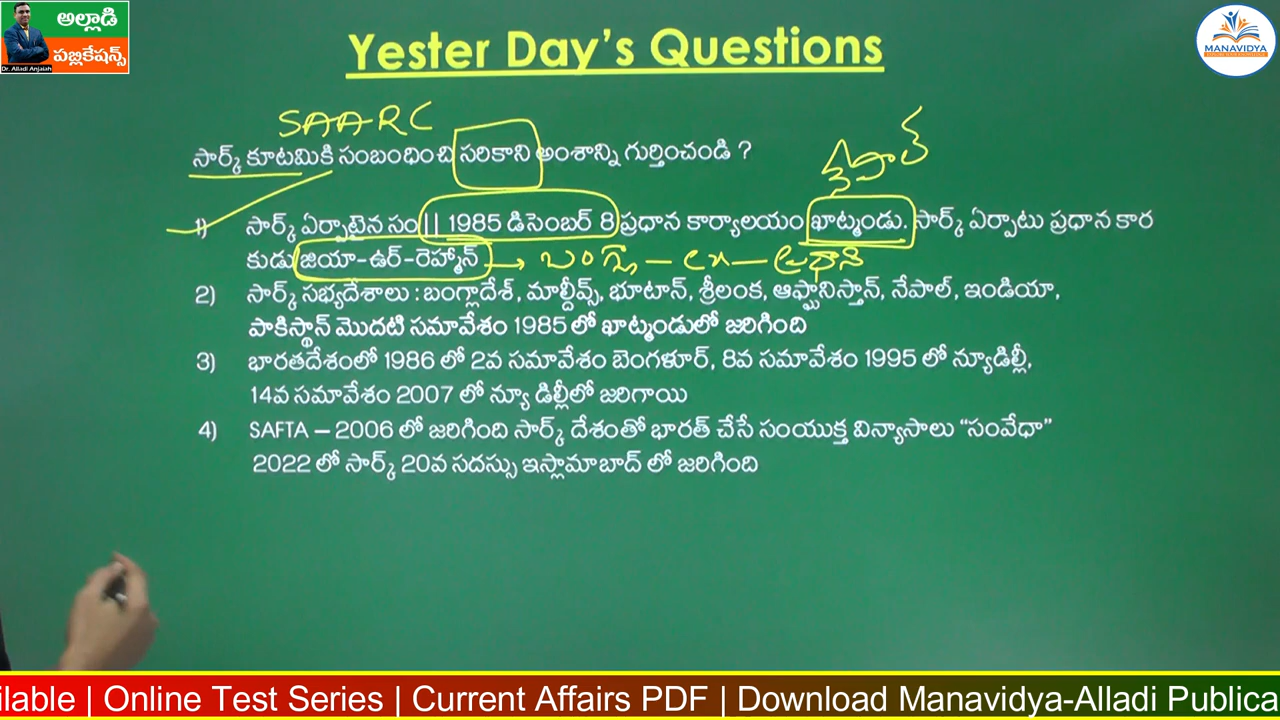 అల్లాడి
పబ్లికేషన్స్
Dr. Alladi Anjaiah
MANAVIDYA
Yester Day's Questions
SAARC
సార్క్ కూటమికి సంబంధించి సరికాని అంశాన్ని గుర్తించండి ?
నేపాల్
1) సార్క్ ఏర్పాటైన సం|| 1985 డిసెంబర్ 8 ప్రధాన కార్యాలయం ఖాట్మండు. సార్క్ ఏర్పాటు ప్రధాన కార
కుడు జియా-ఉర్-రెహ్మాన్
2) సార్క్ సభ్యదేశాలు : బంగ్లాదేశ్, మాల్దీవ్స్, భూటాన్, శ్రీలంక, ఆఫ్ఘానిస్తాన్, నేపాల్, ఇండియా,
పాకిస్థాన్ మొదటి సమావేశం 1985 లో ఖాట్మండులో జరిగింది
3) భారతదేశంలో 1986 లో 2వ సమావేశం బెంగళూర్, 8వ సమావేశం 1995 లో న్యూడిల్లీ,
14వ సమావేశం 2007 లో న్యూ డిల్లీలో జరిగాయి
4) SAFTA – 2006 లో జరిగింది సార్క్ దేశంతో భారత్ చేసే సంయుక్త విన్యాసాలు "సంవేధా"
2022 లో సార్క్ 20వ సదస్సు ఇస్లామాబాద్ లో జరిగింది
ilable | Online Test Series | Current Affairs PDF | Download Manavidya-Alladi Publica